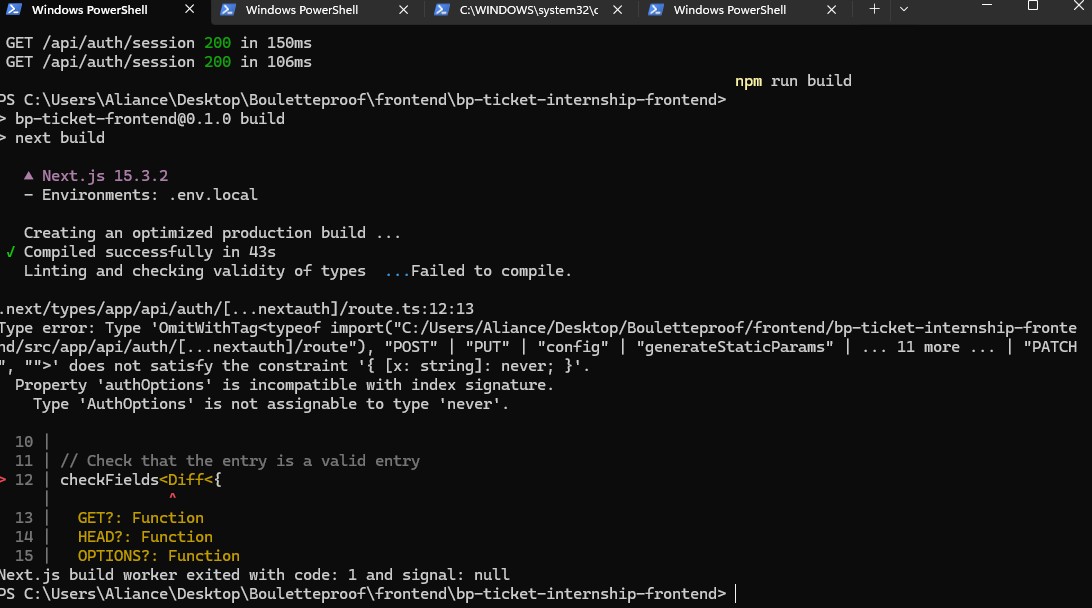 Windows PowerShell
Windows PowerShell
C:\WINDOWS\system32\c
Windows PowerShell
GET /api/auth/session 200 in 150ms
GET /api/auth/session 200 in 106ms
npm run build
PS C:\Users\Aliance\Desktop\Bouletteproof\frontend\bp-ticket-internship-frontend>
> bp-ticket-frontend@0.1.0 build
> next build
▲ Next.js 15.3.2
- Environments: .env.local
Creating an optimized production build ...
✓ Compiled successfully in 43s
Linting and checking validity of types ...Failed to compile.
.next/types/app/api/auth/[...nextauth]/route.ts:12:13
Type error: Type 'OmitWithTag<typeof import("C:/Users/Aliance/Desktop/Bouletteproof/frontend/bp-ticket-internship-fronte
nd/src/app/api/auth/[...nextauth]/route"), "POST" | "PUT" | "config" | "generateStaticParams" | ... 11 more ... | "PATCH
", "">' does not satisfy the constraint '{ [x: string]: never; }'.
Property 'authOptions' is incompatible with index signature.
Type 'AuthOptions' is not assignable to type 'never'.
10 |
11 | // Check that the entry is a valid entry
> 12 | checkFields<Diff<{
| ^
13 | GET?: Function
14 | HEAD?: Function
15 | OPTIONS?: Function
Next.js build worker exited with code: 1 and signal: null
PS C:\Users\Aliance\Desktop\Bouletteproof\frontend\bp-ticket-internship-frontend>